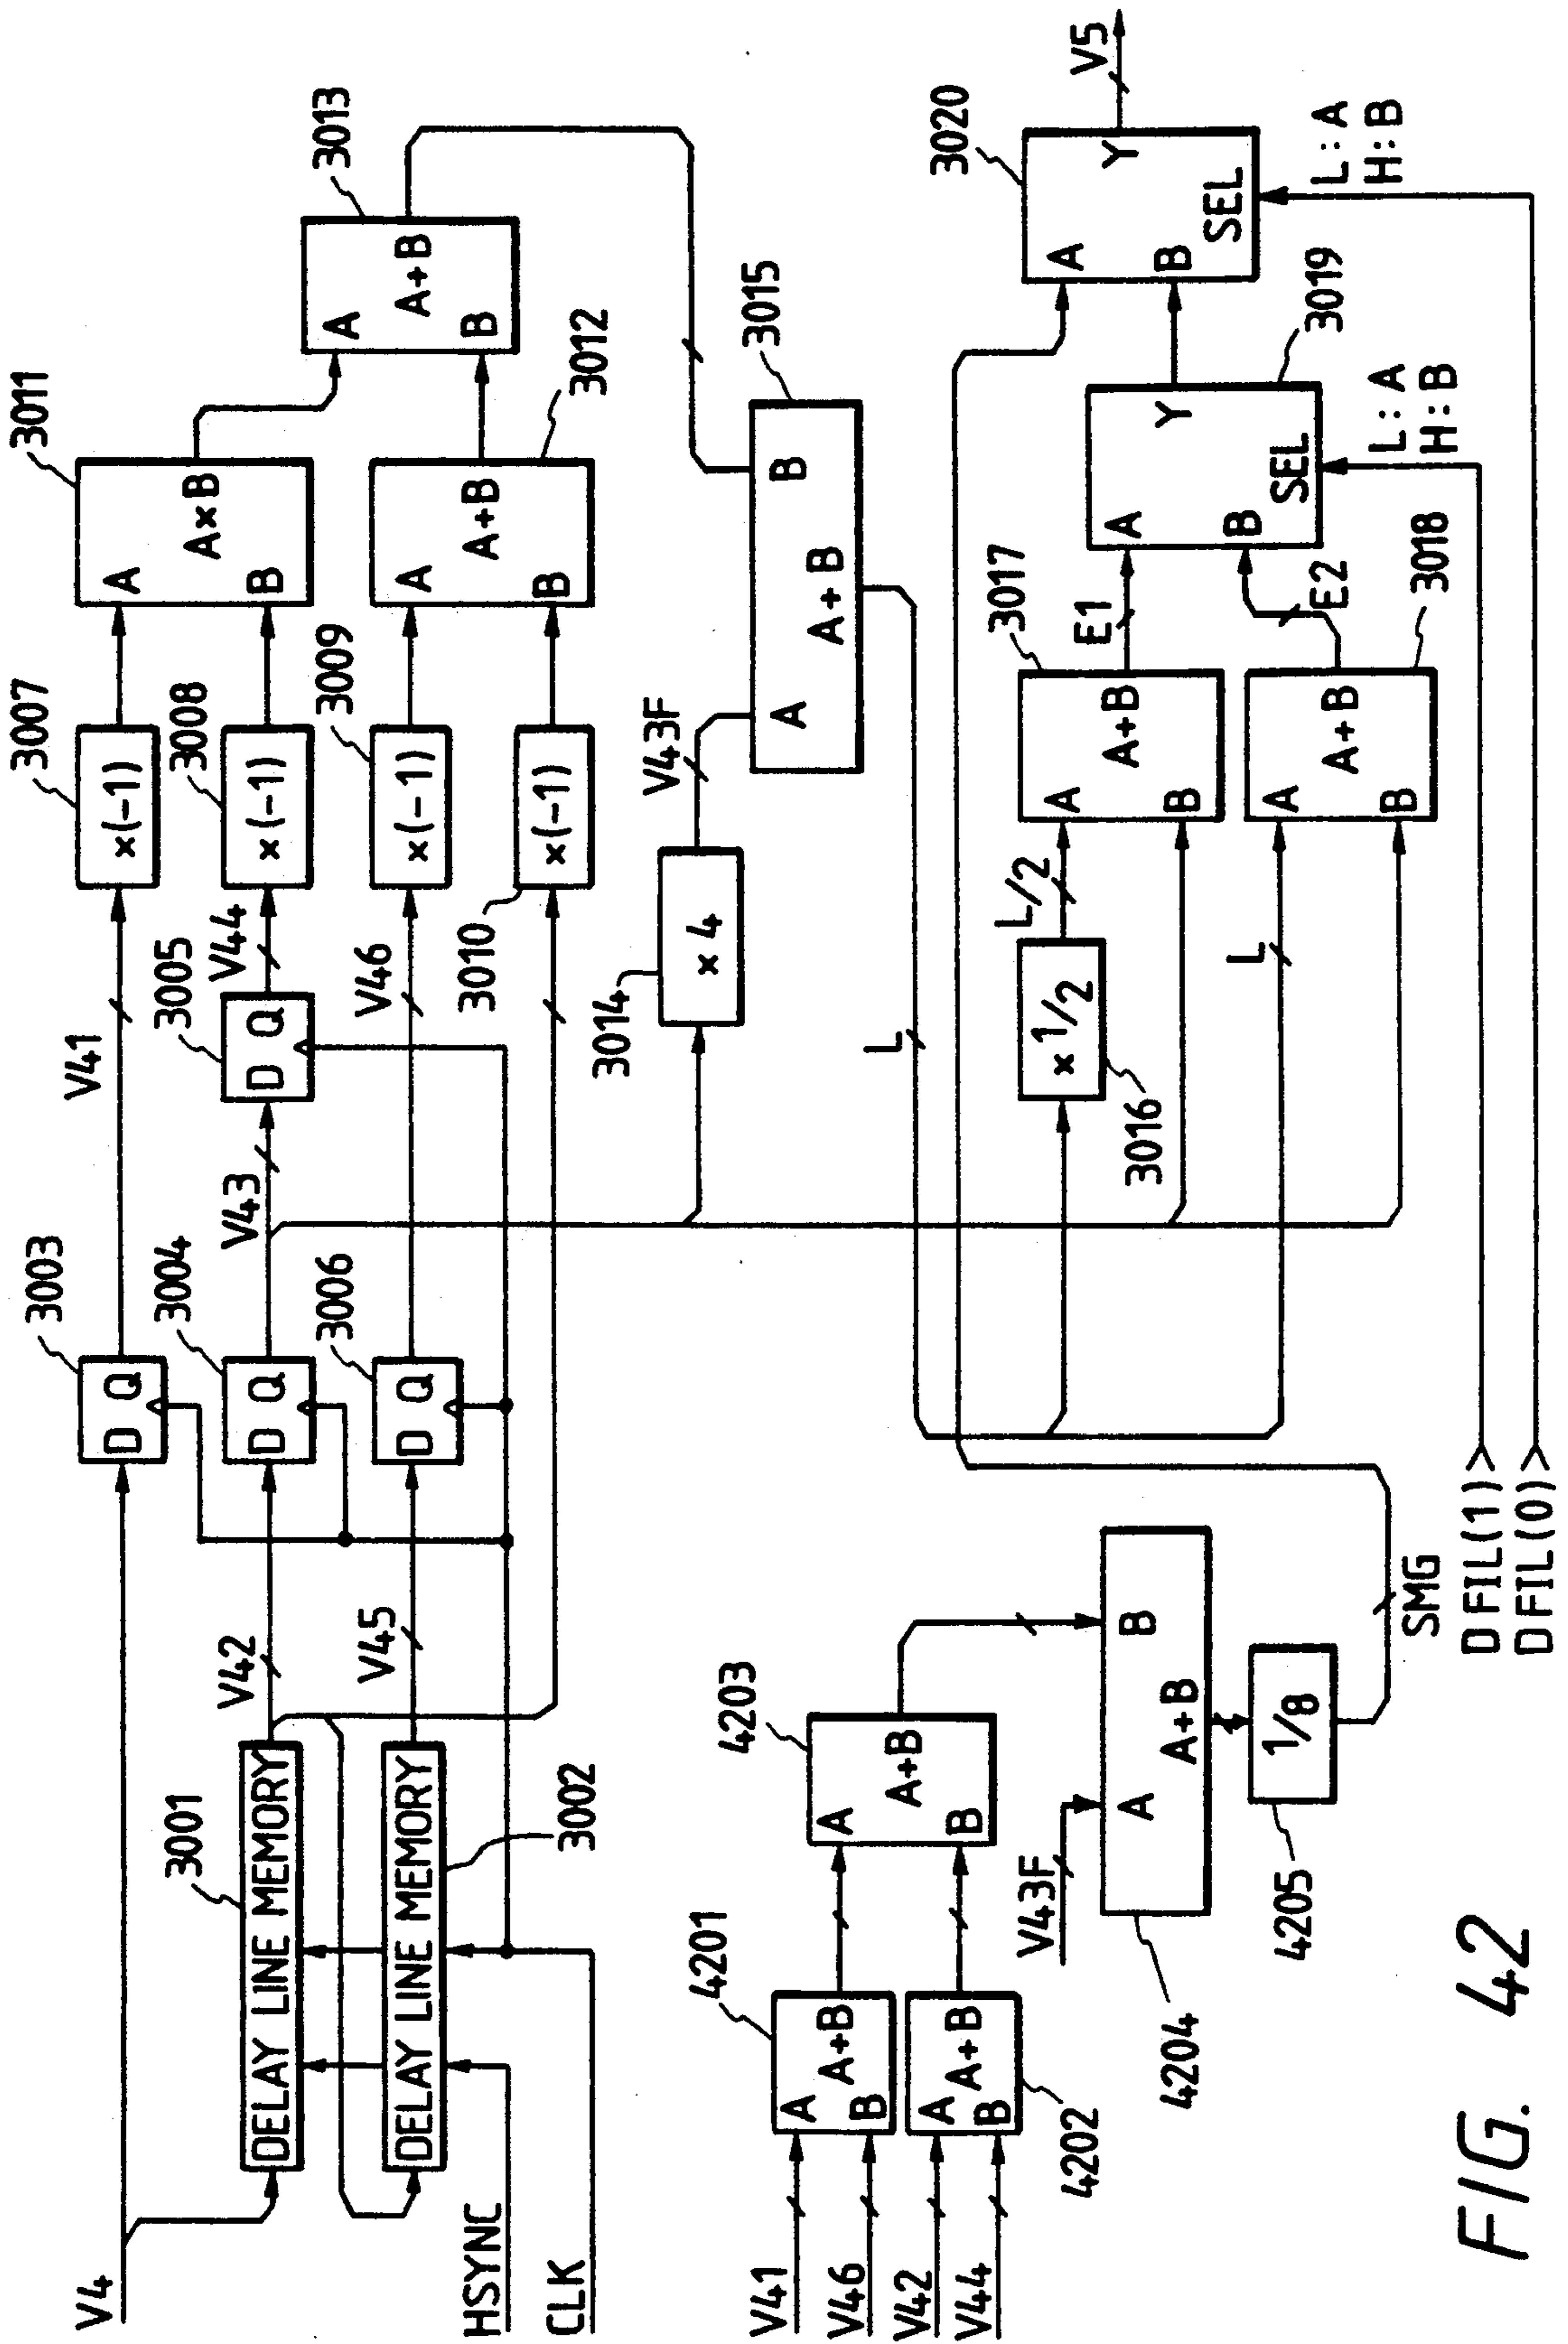 V4
HSYNC
CLK
3001
DELAY LINE MEMORY
DELAY LINE MEMORY
3002
V42
V45
3003
D Q
3004
D Q
3006
D Q
V41
V43
3005
D Q
V44
V46
3007
×(-1)
3008
×(-1)
3009
×(-1)
3010
×(-1)
3011
A
A×B
B
3012
A
A+B
B
3013
A
A+B
B
3014
×4
V43F
3015
A
A+B
B
L
V41
V46
V42
V44
4201
A
A+B
B
4202
A
A+B
B
4203
A
A+B
B
V43F
4204
A
A+B
B
4205
1/8
SMG
3016
×1/2
L/2
L
3017
A
A+B
B
3018
A
A+B
B
E1
E2
3019
A
B
Y
SEL
L:A
H:B
3020
A
B
Y
SEL
L:A
H:B
V5
DFIL(1)
DFIL(0)
FIG. 42